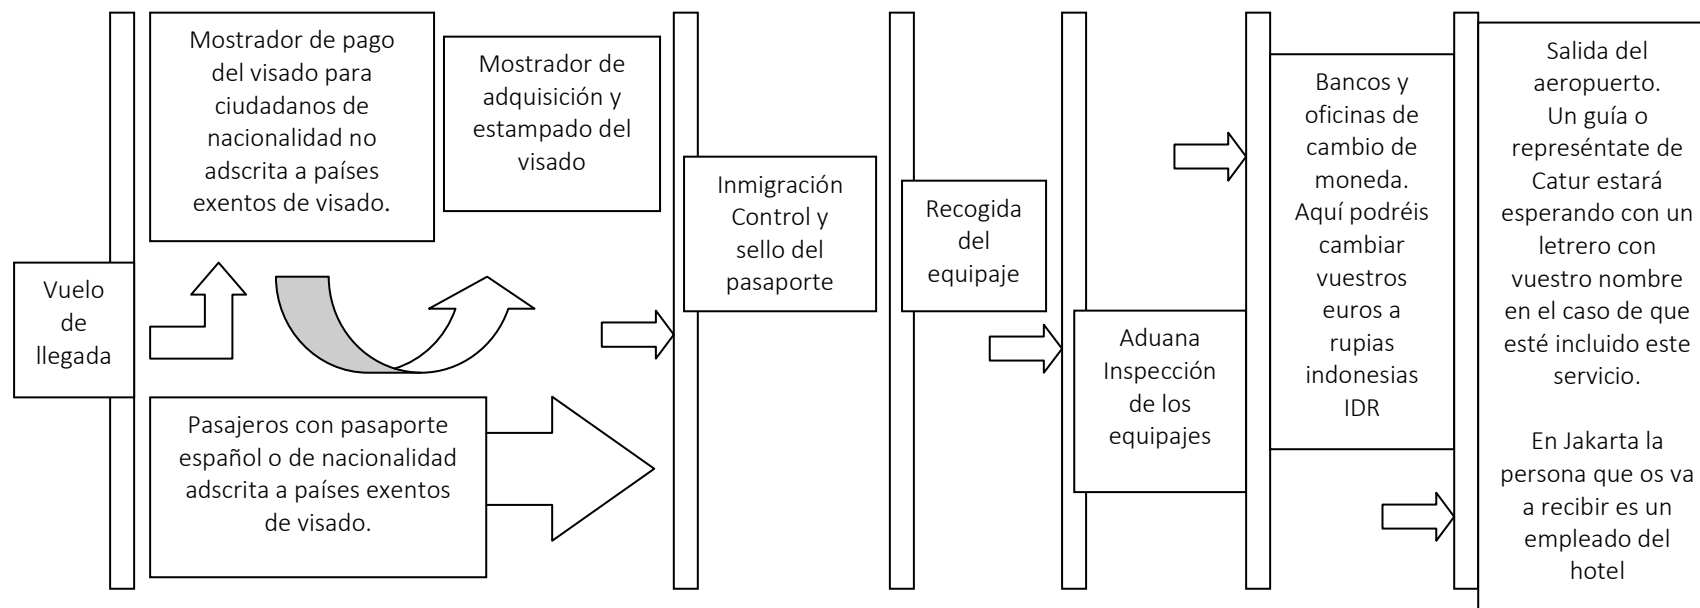 Vuelo
de
llegada
Mostrador de pago
del visado para
ciudadanos de
nacionalidad no
adscrita a países
exentos de visado.
Mostrador de
adquisición y
estampado del
visado
Pasajeros con pasaporte
español o de nacionalidad
adscrita a países exentos
de visado.
Inmigración
Control y
sello del
pasaporte
Recogida
del
equipaje
Aduana
Inspección
de los
equipajes
Bancos y
oficinas de
cambio de
moneda.
Aquí podréis
cambiar
vuestros
euros a
rupias
indonesias
IDR
Salida del
aeropuerto.
Un guía o
represéntate de
Catur estará
esperando con un
letrero con
vuestro nombre
en el caso de que
esté incluido este
servicio.
En Jakarta la
persona que os va
a recibir es un
empleado del
hotel